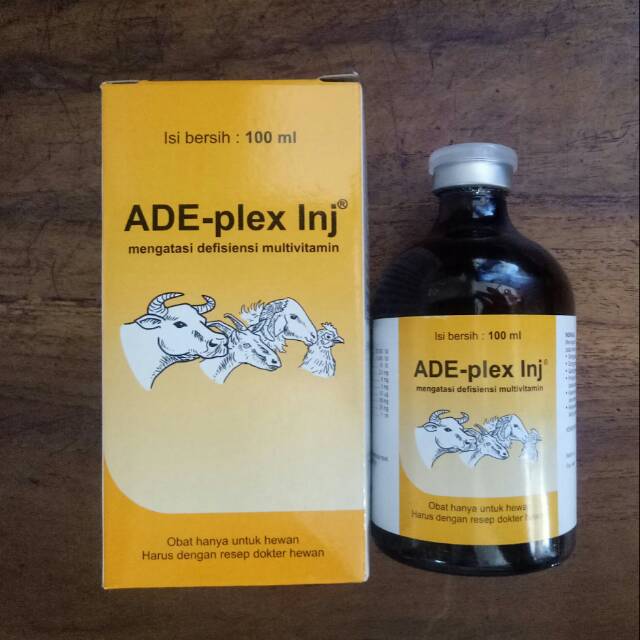 Isi bersih : 100 ml
ADE-plex Inj®
mengatasi defisiensi multivitamin
Obat hanya untuk hewan
Harus dengan resep dokter hewan
Isi bersih : 100 ml
ADE-plex Inj®
mengatasi defisiensi multivitamin
Obat hanya untuk hewan
Harus dengan resep dokter hewan